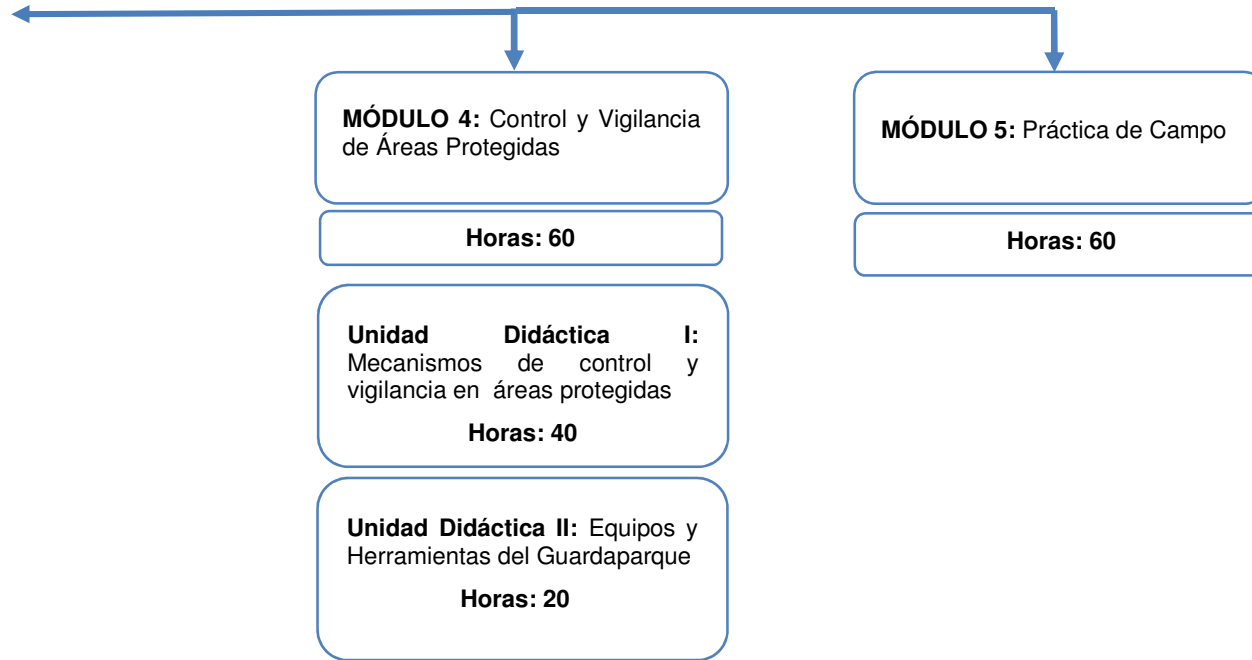 MÓDULO 4: Control y Vigilancia
de Áreas Protegidas
Horas: 60
Unidad Didáctica I:
Mecanismos de control y
vigilancia en áreas protegidas
Horas: 40
Unidad Didáctica II: Equipos y
Herramientas del Guardaparque
Horas: 20
MÓDULO 5: Práctica de Campo
Horas: 60